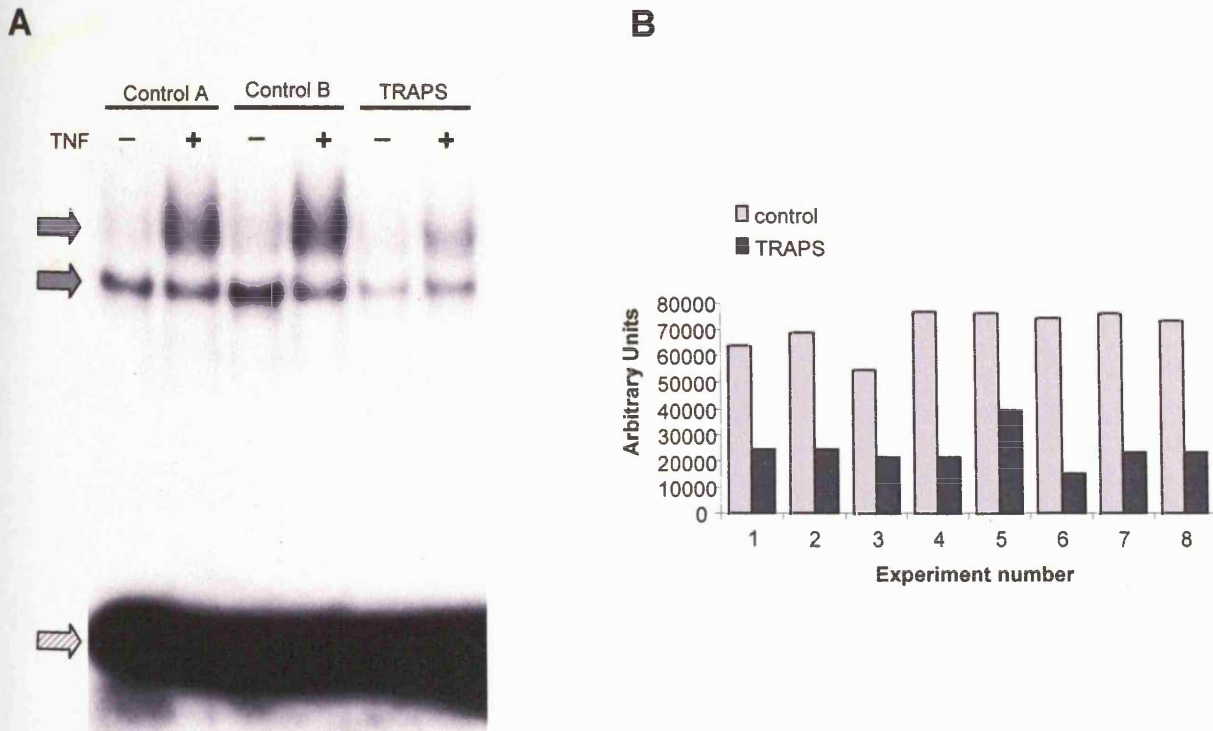 A
Control A Control B TRAPS
TNF − + − + − +
B
control
TRAPS
Arbitrary Units
80000
70000
60000
50000
40000
30000
20000
10000
0
1 2 3 4 5 6 7 8
Experiment number